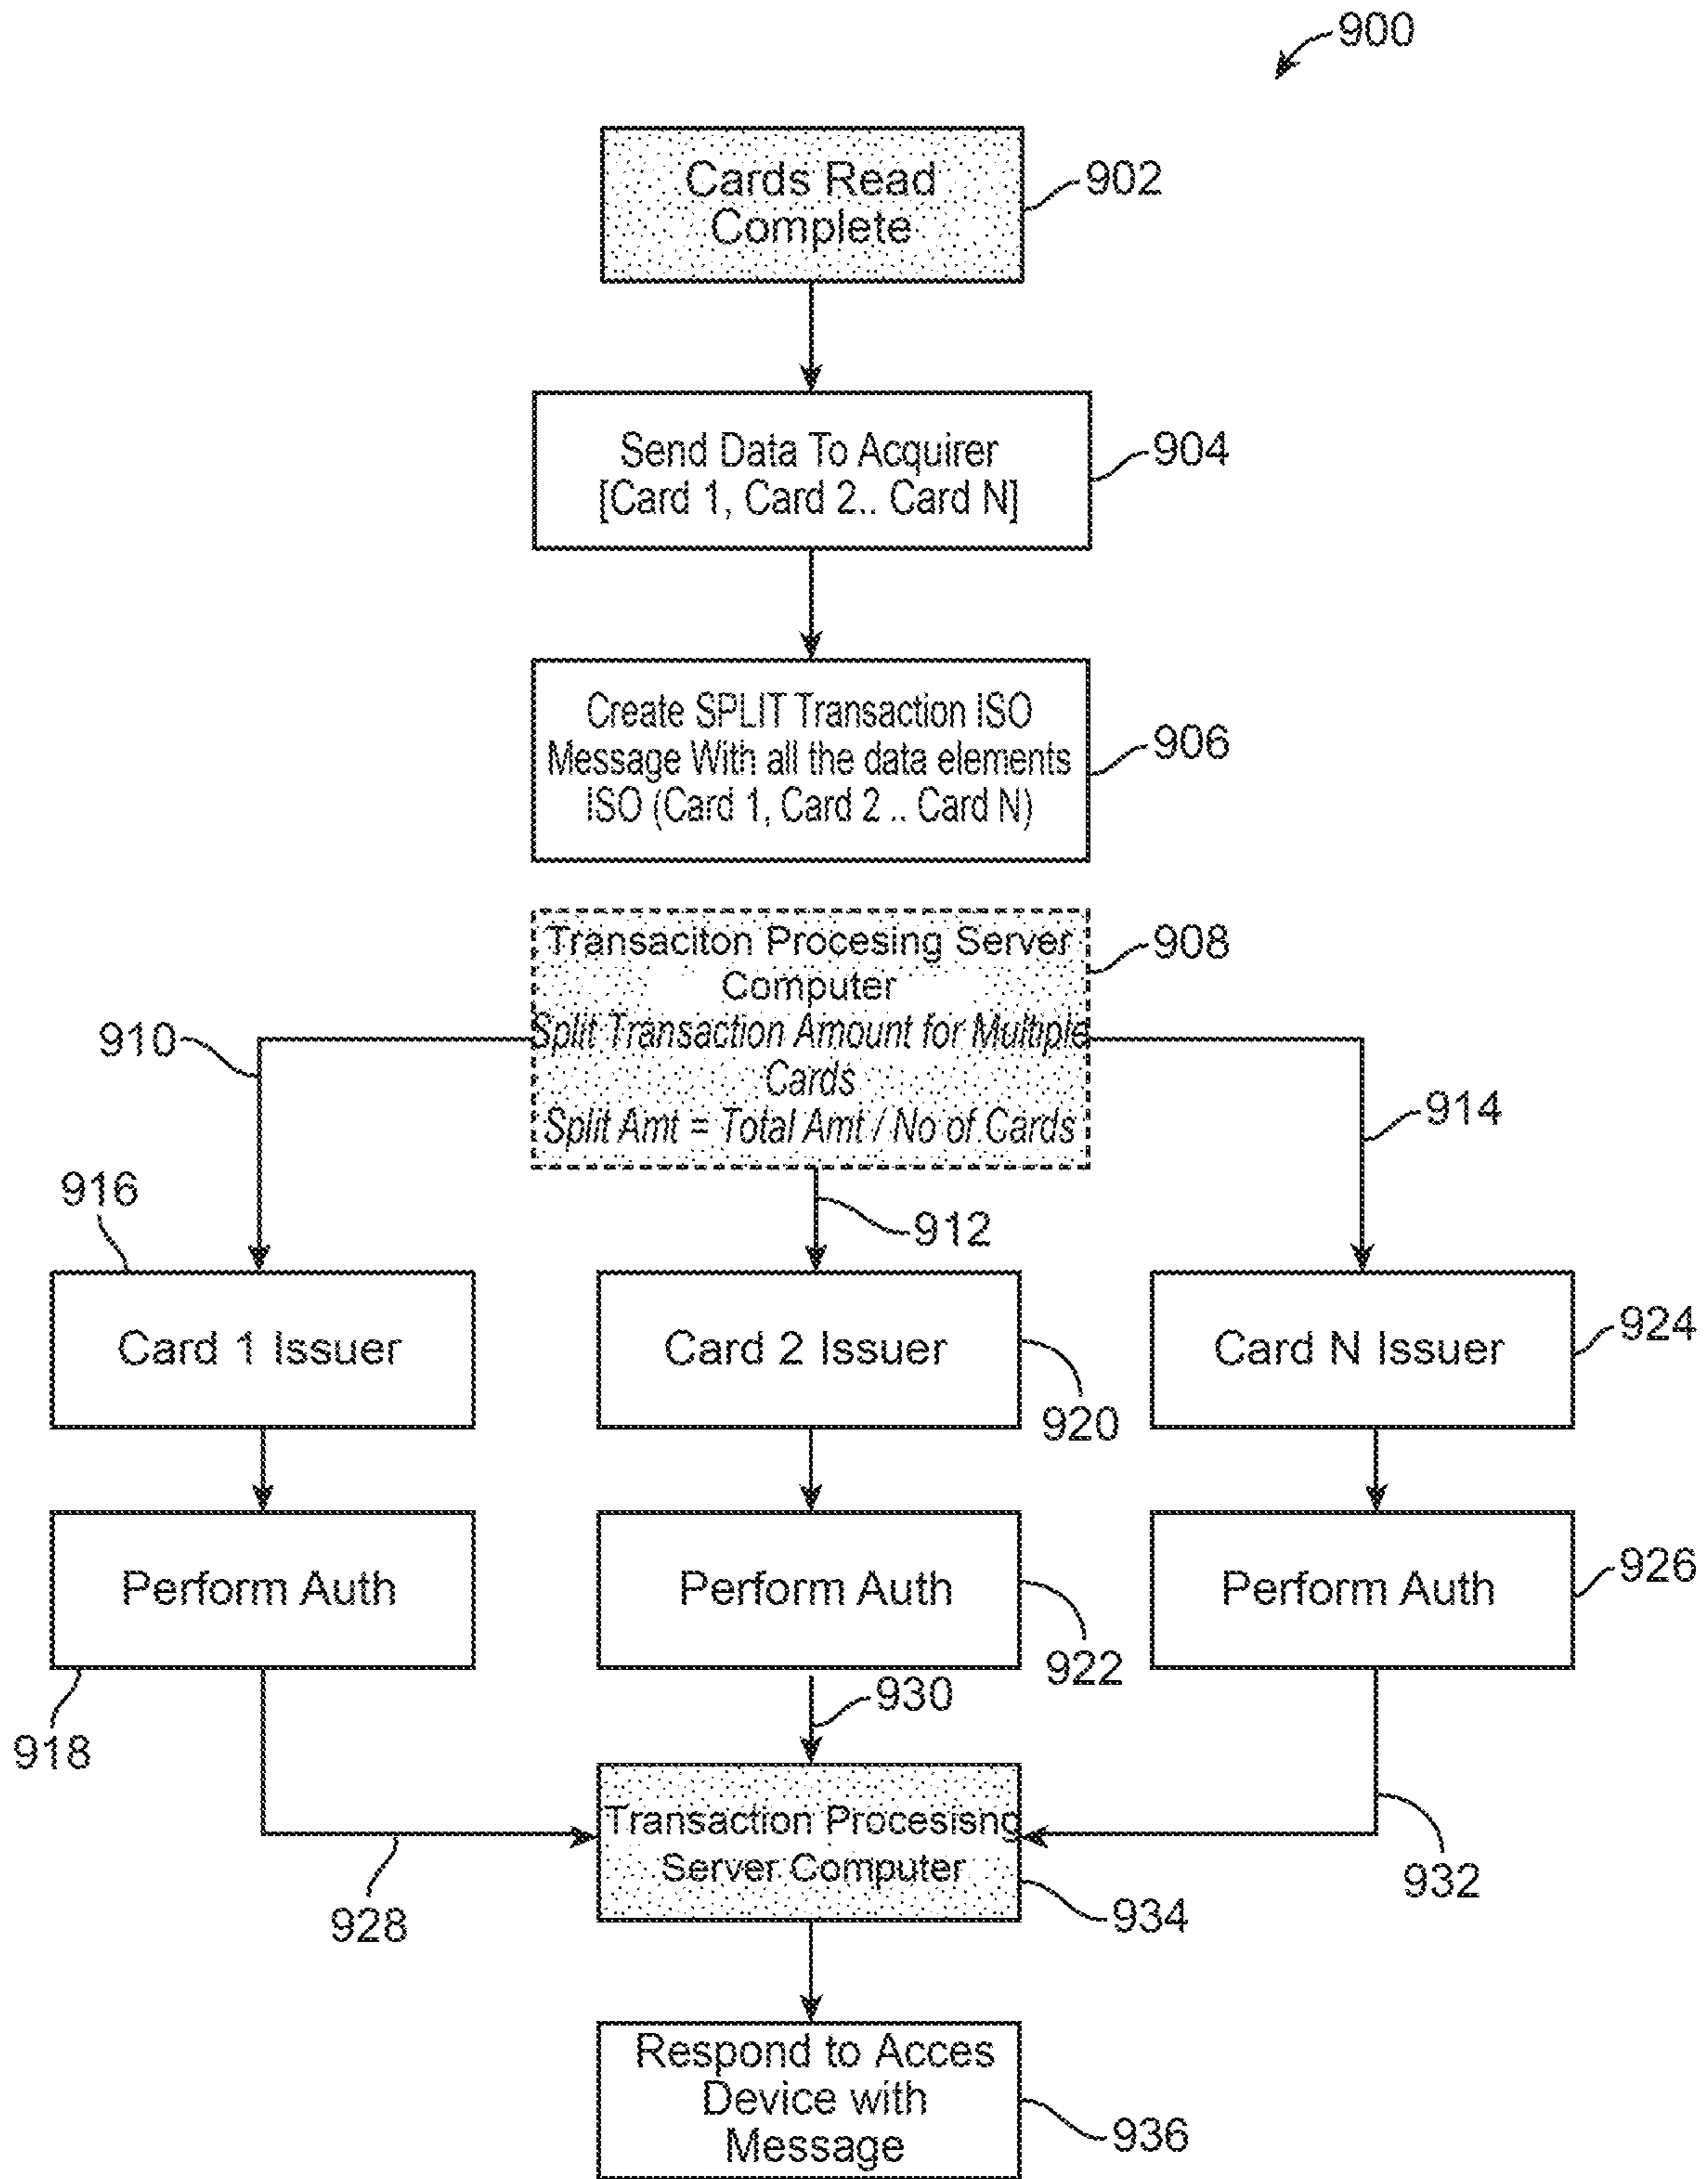 900
Cards Read
Complete
902
Send Data To Acquirer
[Card 1, Card 2.. Card N]
904
Create SPLIT Transaction ISO
Message With all the data elements
ISO (Card 1, Card 2 .. Card N)
906
Transaciton Procesing Server
Computer
Split Transaction Amount for Multiple
Cards
Split Amt = Total Amt / No of Cards
908
910
912
914
916
Card 1 Issuer
Card 2 Issuer
920
Card N Issuer
924
Perform Auth
918
Perform Auth
922
Perform Auth
926
928
930
932
Transaction Procesisng
Server Computer
934
Respond to Acces
Device with
Message
936